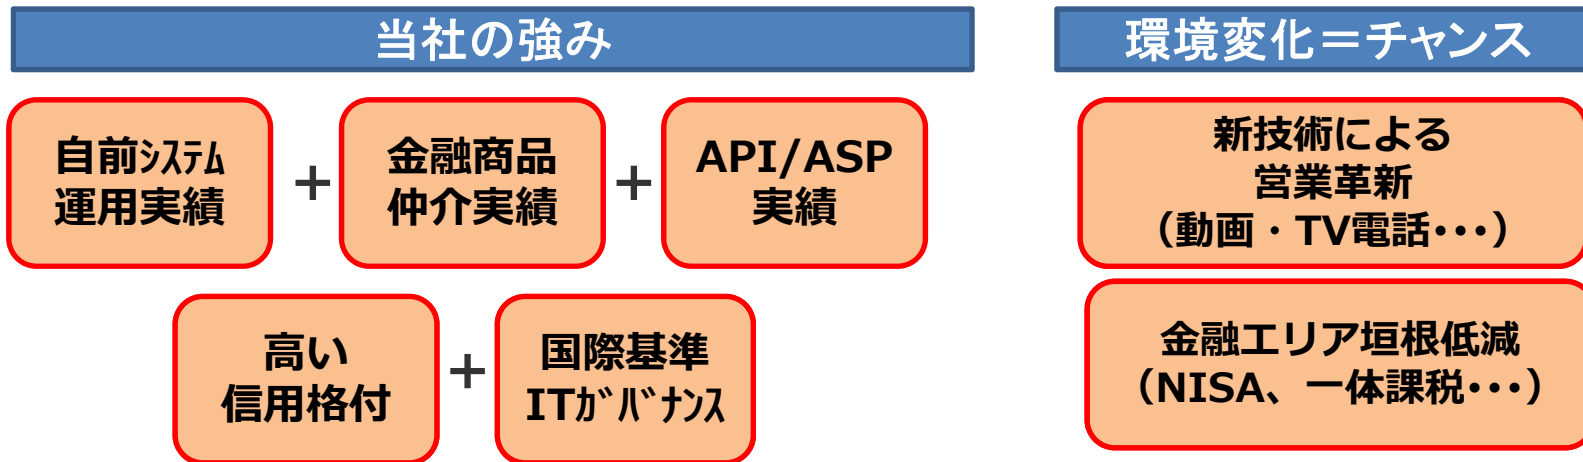 当社の強み
自前ｼｽﾃﾑ
運用実績
+
金融商品
仲介実績
+
API/ASP
実績
高い
信用格付
+
国際基準
ITｶﾞﾊﾞﾅﾝｽ
環境変化＝チャンス
新技術による
営業革新
（動画・TV電話･･･）
金融エリア垣根低減
（NISA、一体課税･･･）